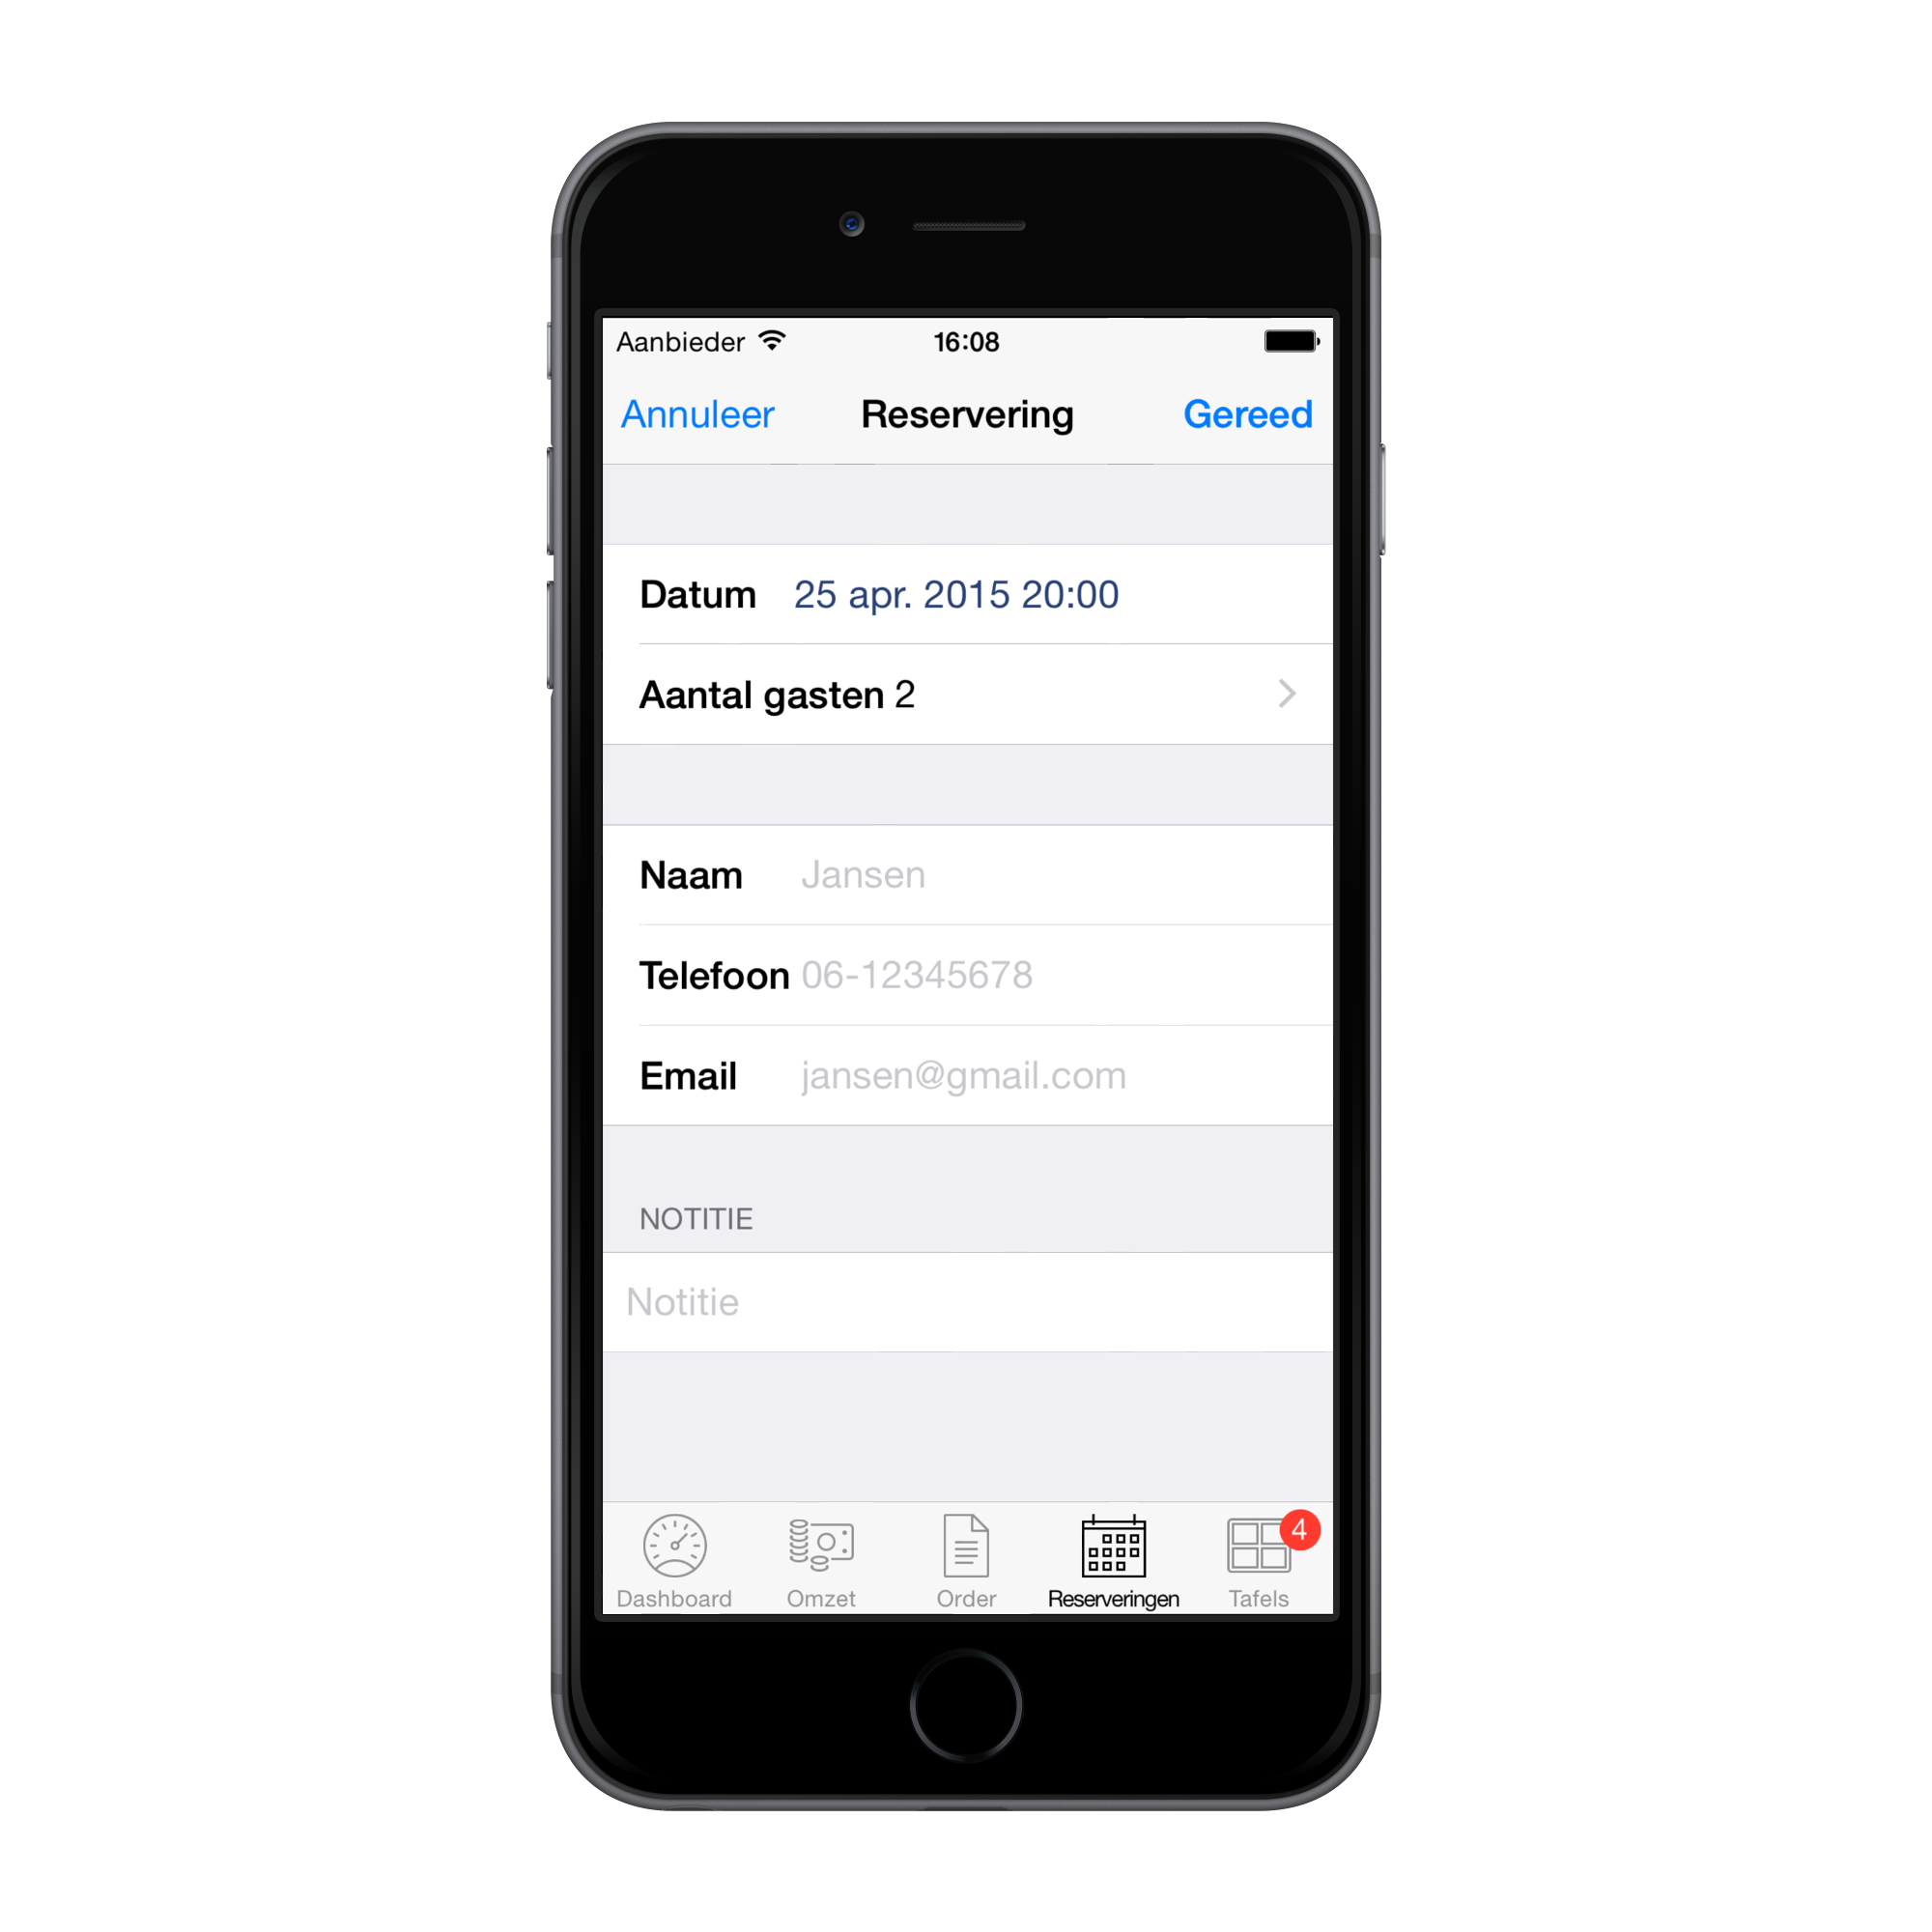 Aanbieder 16:08
Annuleer Reservering Gereed
Datum 25 apr. 2015 20:00
Aantal gasten 2
Naam Jansen
Telefoon 06-12345678
Email jansen@gmail.com
NOTITIE
Notitie
4
Dashboard Omzet Order Reserveringen Tafels